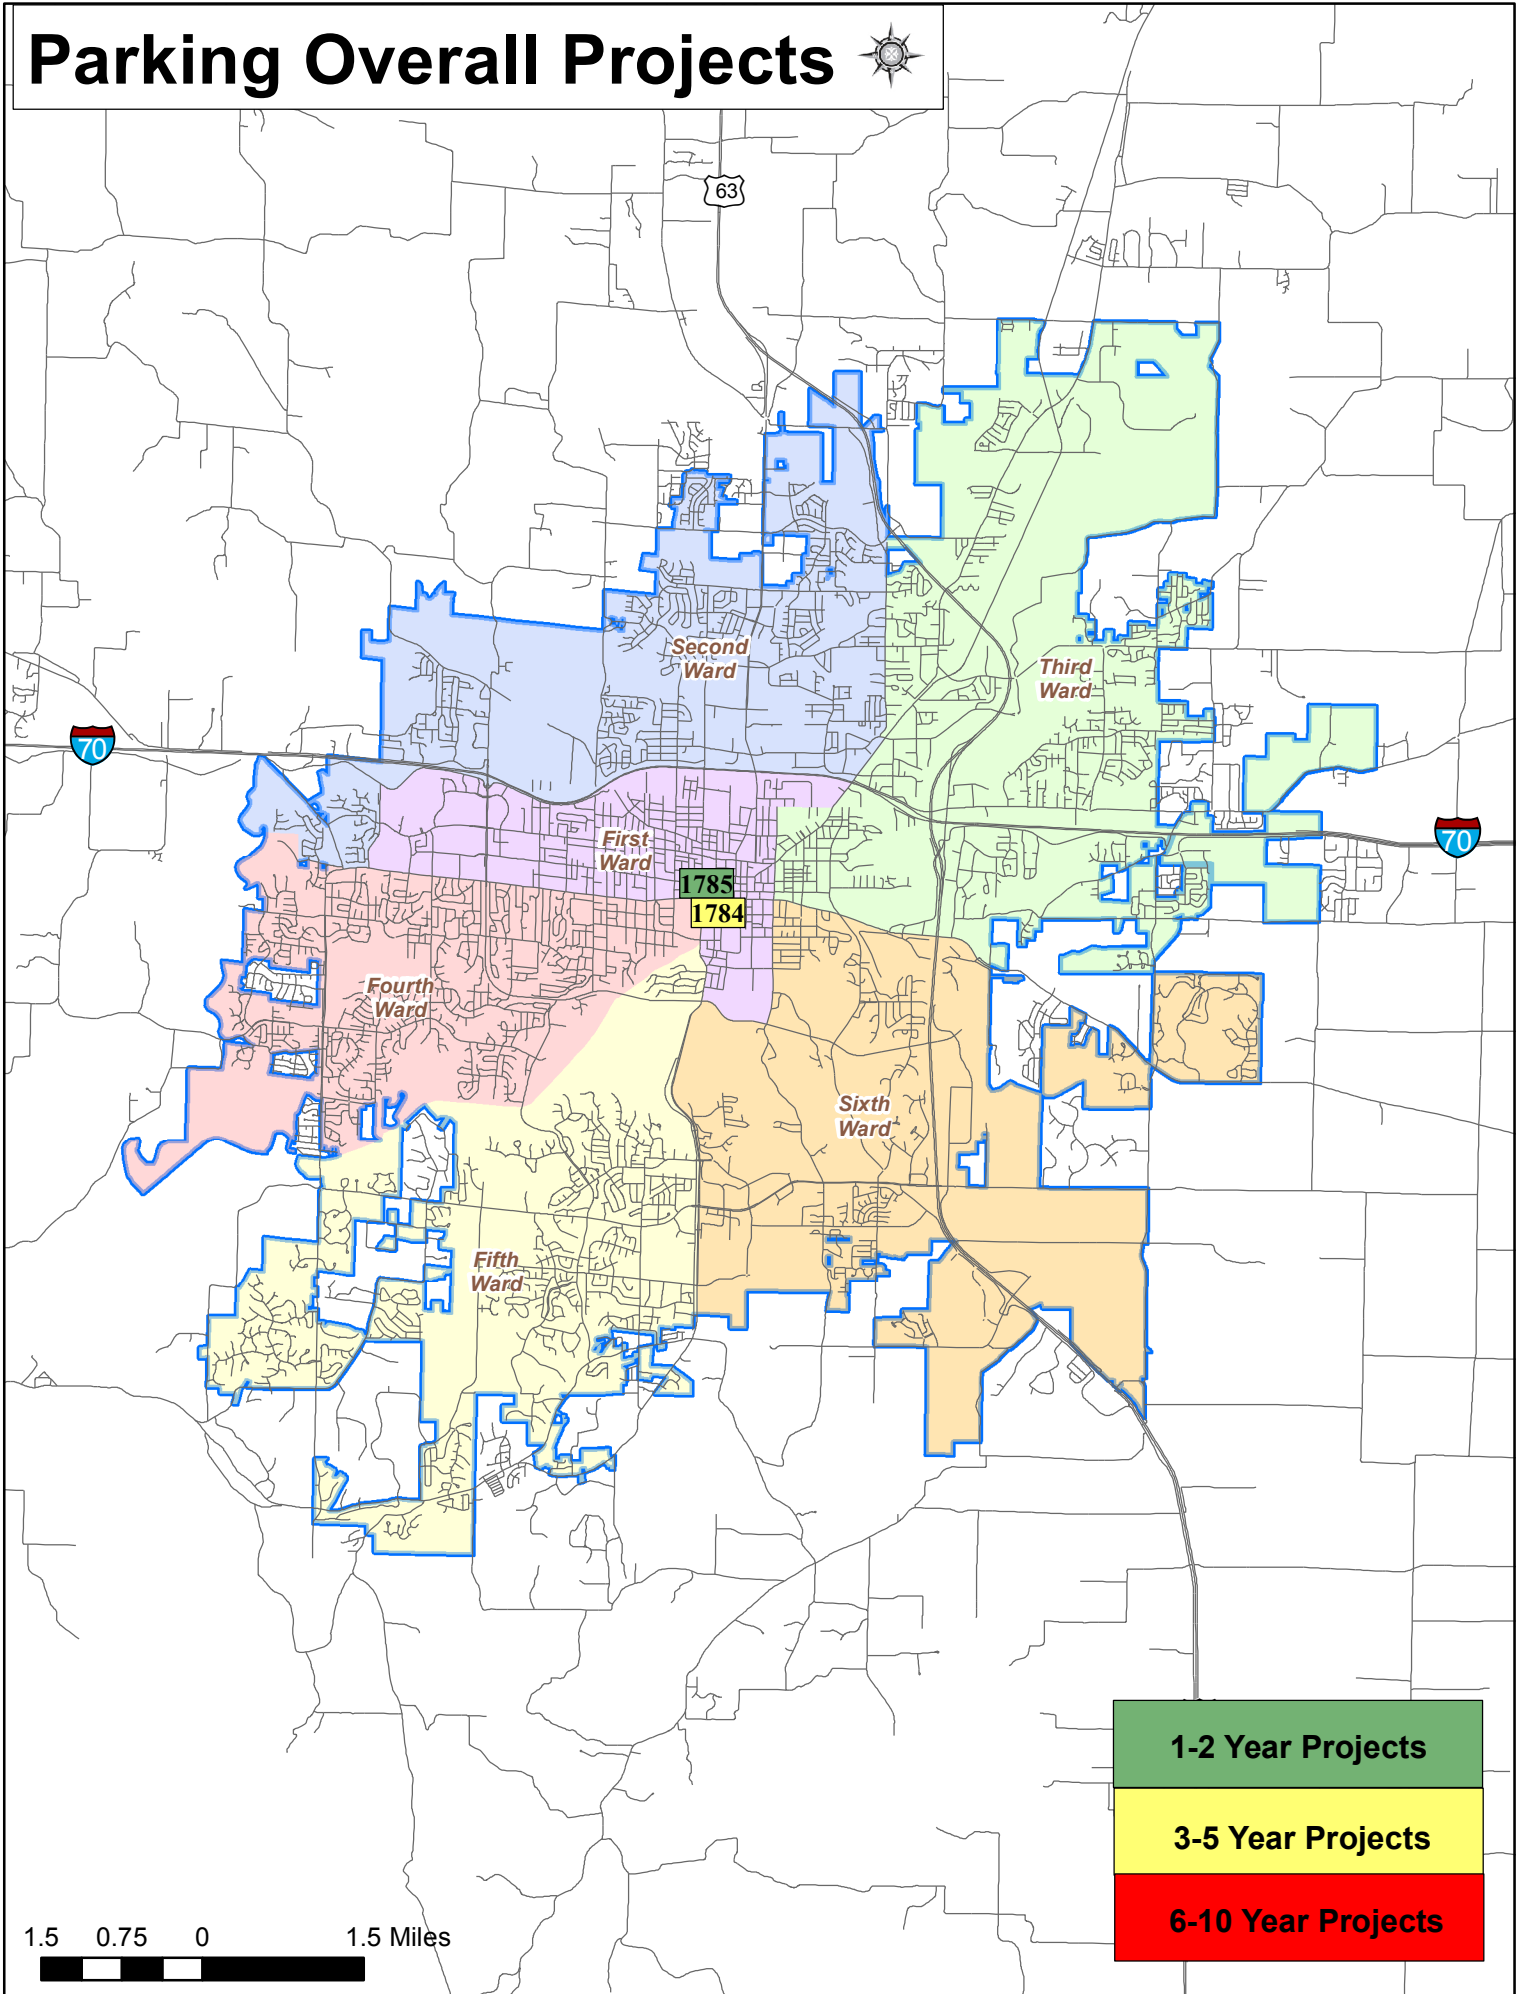 Parking Overall Projects
63
Second
Ward
Third
Ward
70
First
Ward
70
1785
1784
Fourth
Ward
Sixth
Ward
Fifth
Ward
1-2 Year Projects
3-5 Year Projects
6-10 Year Projects
1.5 0.75 0 1.5 Miles